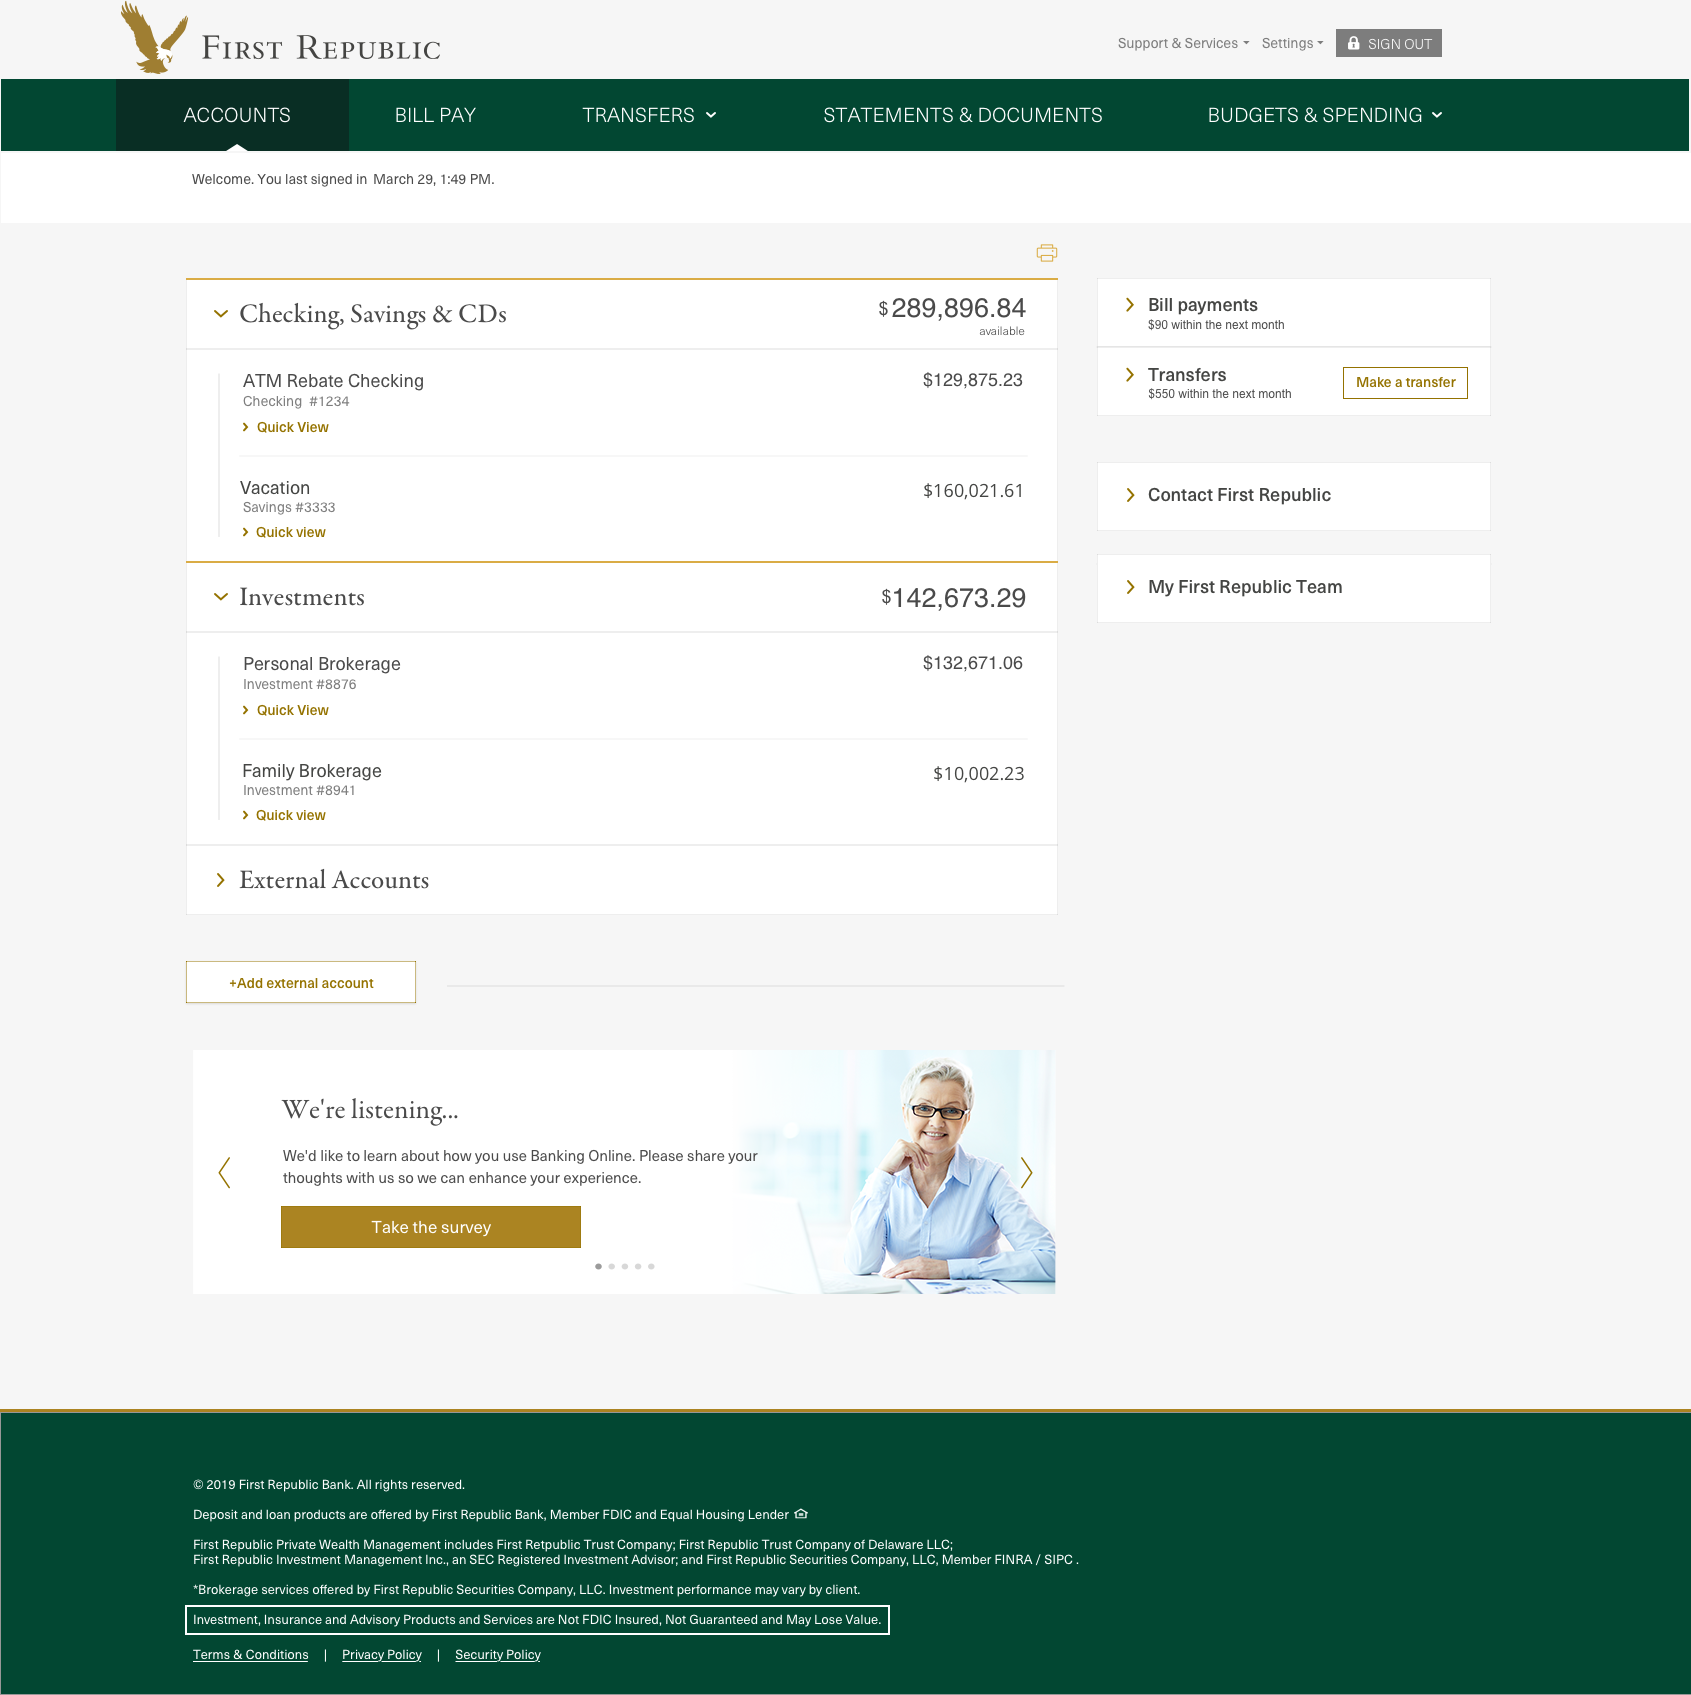 First Republic
Support & Services
Settings
SIGN OUT
ACCOUNTS
BILL PAY
TRANSFERS
STATEMENTS & DOCUMENTS
BUDGETS & SPENDING
Welcome. You last signed in March 29, 1:49 PM.
Checking, Savings & CDs
$289,896.84
available
ATM Rebate Checking
$129,875.23
Checking #1234
Quick View
Vacation
$160,021.61
Savings #3333
Quick view
Investments
$142,673.29
Personal Brokerage
$132,671.06
Investment #8876
Quick View
Family Brokerage
$10,002.23
Investment #8941
Quick view
External Accounts
+Add external account
Bill payments
$90 within the next month
Transfers
$550 within the next month
Make a transfer
Contact First Republic
My First Republic Team
We're listening...
We'd like to learn about how you use Banking Online. Please share your
thoughts with us so we can enhance your experience.
Take the survey
© 2019 First Republic Bank. All rights reserved.
Deposit and loan products are offered by First Republic Bank, Member FDIC and Equal Housing Lender
First Republic Private Wealth Management includes First Retpublic Trust Company; First Republic Trust Company of Delaware LLC;
First Republic Investment Management Inc., an SEC Registered Investment Advisor; and First Republic Securities Company, LLC, Member FINRA / SIPC .
*Brokerage services offered by First Republic Securities Company, LLC. Investment performance may vary by client.
Investment, Insurance and Advisory Products and Services are Not FDIC Insured, Not Guaranteed and May Lose Value.
Terms & Conditions | Privacy Policy | Security Policy